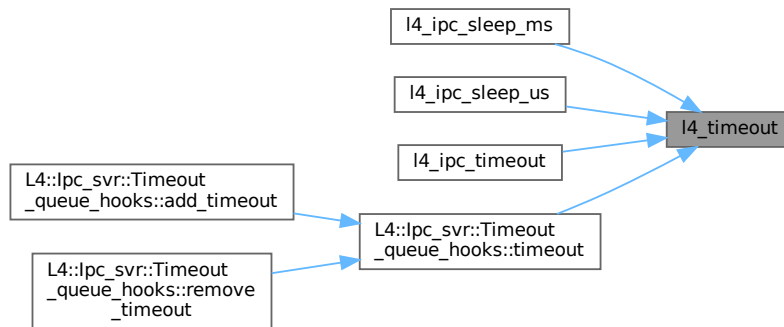 l4_ipc_sleep_ms
l4_ipc_sleep_us
l4_timeout
l4_ipc_timeout
L4::Ipc_svr::Timeout
_queue_hooks::add_timeout
L4::Ipc_svr::Timeout
_queue_hooks::timeout
L4::Ipc_svr::Timeout
_queue_hooks::remove
_timeout